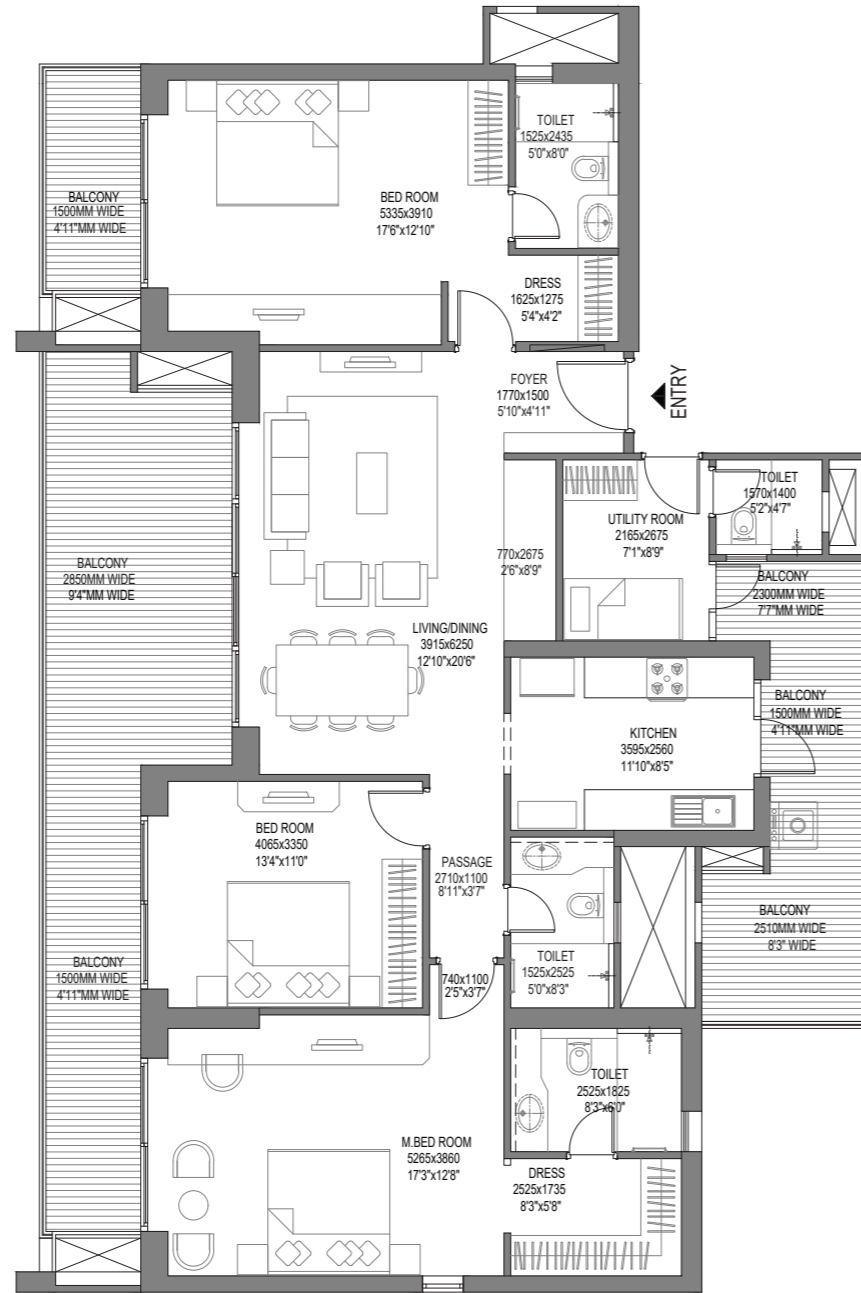 TOILET
1525x2435
5'0"x8'0"
BALCONY
1500MM WIDE
4'11"MM WIDE
BED ROOM
5335x3910
17'6"x12'10"
DRESS
1625x1275
5'4"x4'2"
FOYER
1770x1500
5'10"x4'11"
ENTRY
TOILET
1570x1400
5'2"x4'7"
UTILITY ROOM
2165x2675
7'1"x8'9"
770x2675
2'6"x8'9"
BALCONY
2850MM WIDE
9'4"MM WIDE
BALCONY
2300MM WIDE
7'7"MM WIDE
LIVING/DINING
3915x6250
12'10"x20'6"
BALCONY
1500MM WIDE
4'11"MM WIDE
KITCHEN
3595x2560
11'10"x8'5"
BED ROOM
4065x3350
13'4"x11'0"
PASSAGE
2710x1100
8'11"x3'7"
BALCONY
2510MM WIDE
8'3" WIDE
BALCONY
1500MM WIDE
4'11"MM WIDE
740x1100
2'5"x3'7"
TOILET
1525x2525
5'0"x8'3"
TOILET
2525x1825
8'3"x6'0"
M.BED ROOM
5265x3860
17'3"x12'8"
DRESS
2525x1735
8'3"x5'8"